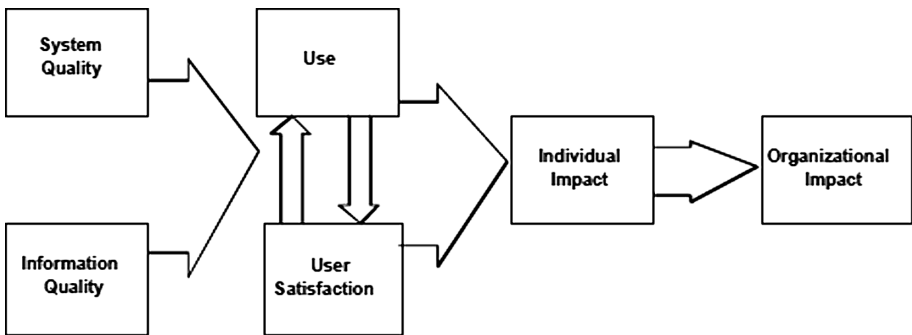 System
Quality
Use
Individual
Impact
Organizational
Impact
Information
Quality
User
Satisfaction